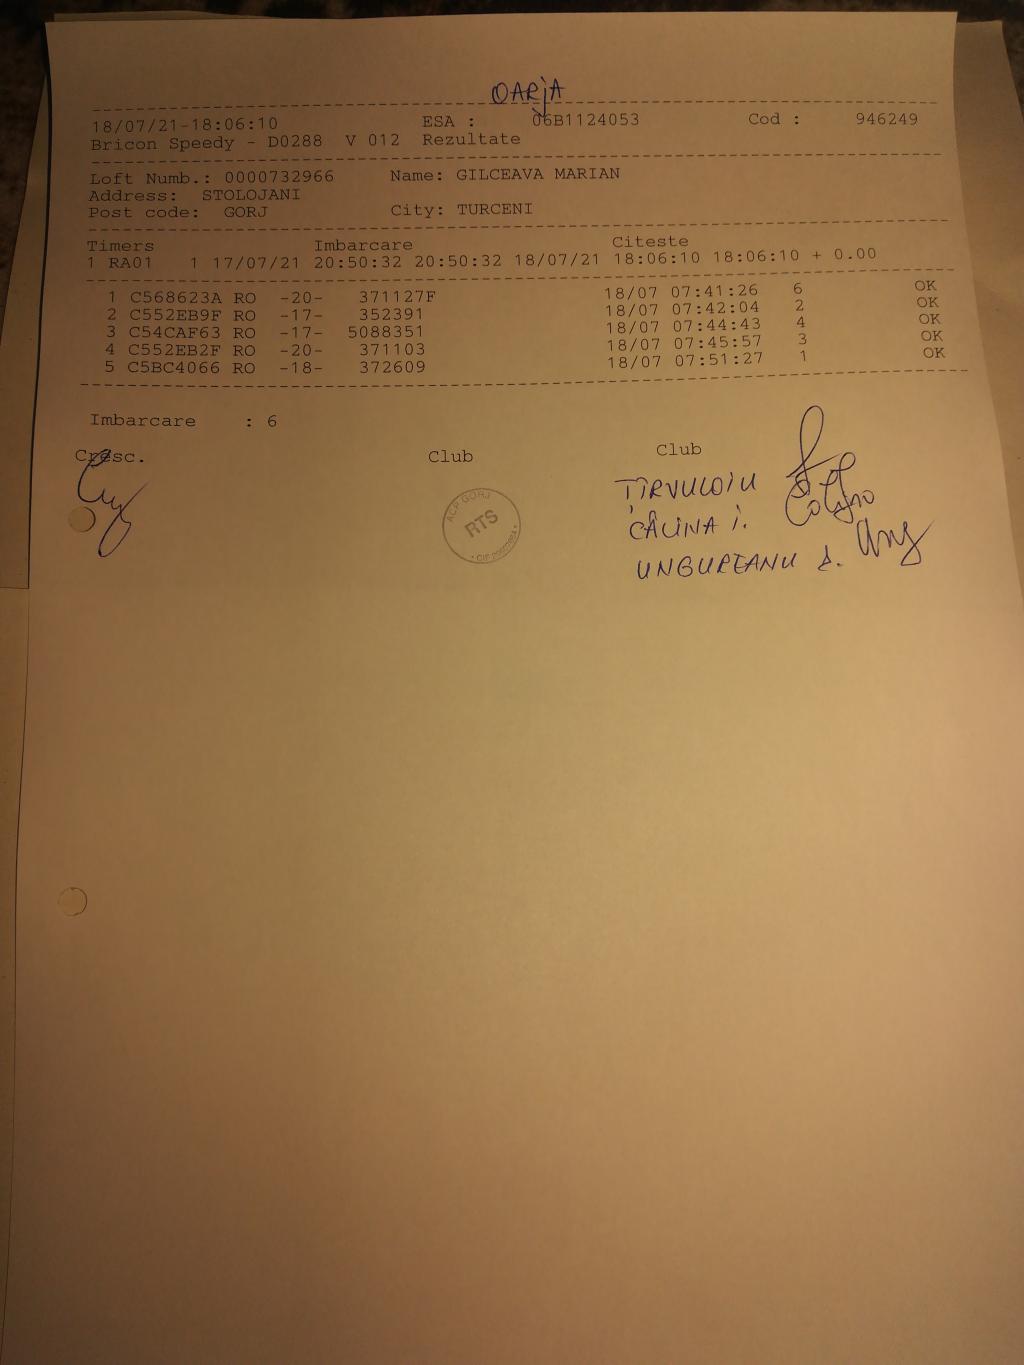 OARJA
18/07/21-18:06:10 ESA : 06B1124053 Cod : 946249
Bricon Speedy - D0288 V 012 Rezultate
Loft Numb.: 0000732966 Name: GILCEAVA MARIAN
Address: STOLOJANI
Post code: GORJ City: TURCENI
Timers Imbarcare Citeste
1 RA01 1 17/07/21 20:50:32 20:50:32 18/07/21 18:06:10 18:06:10 + 0.00
1 C568623A RO -20- 371127F 18/07 07:41:26 6 OK
2 C552EB9F RO -17- 352391 18/07 07:42:04 2 OK
3 C54CAF63 RO -17- 5088351 18/07 07:44:43 4 OK
4 C552EB2F RO -20- 371103 18/07 07:45:57 3 OK
5 C5BC4066 RO -18- 372609 18/07 07:51:27 1 OK
Imbarcare : 6
Cresc. Club Club
ȚÎRVULOIU
CÂLINA I.
UNGUREANU D.
ACP GORJ
RTS